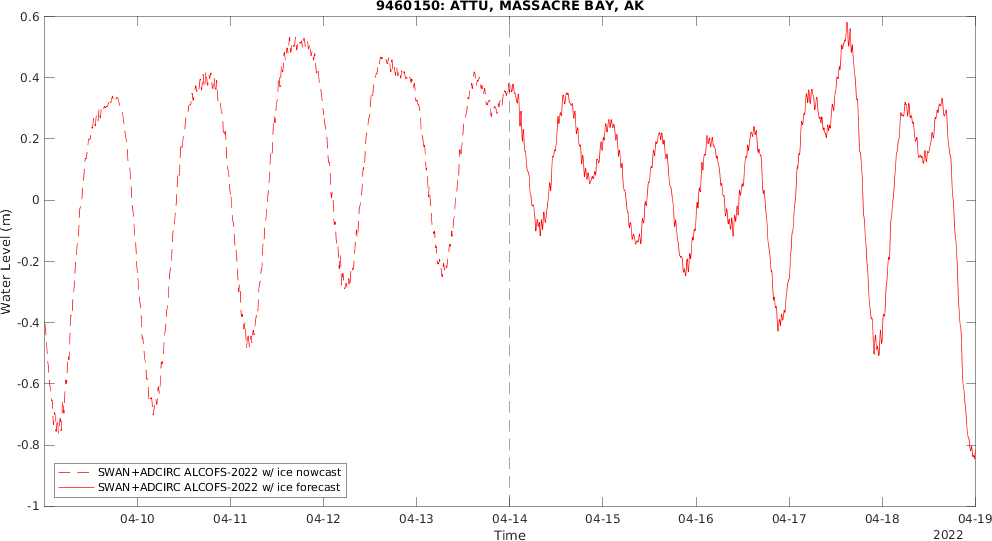 9460150: ATTU, MASSACRE BAY, AK
Water Level (m)
0.6
0.4
0.2
0
-0.2
-0.4
-0.6
-0.8
-1
SWAN+ADCIRC ALCOFS-2022 w/ ice nowcast
SWAN+ADCIRC ALCOFS-2022 w/ ice forecast
04-10 04-11 04-12 04-13 04-14 04-15 04-16 04-17 04-18 04-19
Time
2022